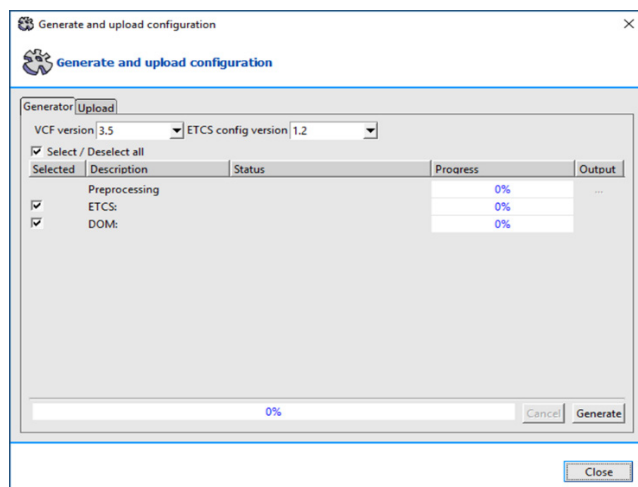 Generate and upload configuration
Generate and upload configuration
Generator Upload
VCF version 3.5 ETCS config version 1.2
Select / Deselect all
Selected Description Status Progress Output
Preprocessing 0% ...
ETCS: 0%
DOM: 0%
0% Cancel Generate
Close